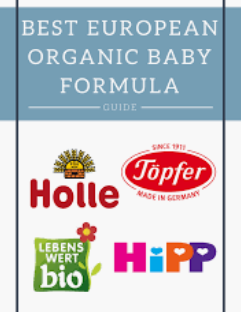 BEST EUROPEAN
ORGANIC BABY
FORMULA
GUIDE
Holle
SINCE 1911
Töpfer
MADE IN GERMANY
LEBENS
WERT
bio
HiPP